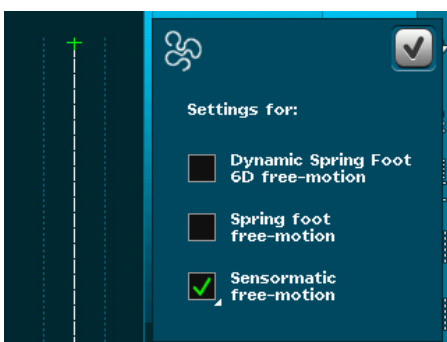 Settings for:
Dynamic Spring Foot
6D free-motion
Spring foot
free-motion
Sensormatic
free-motion